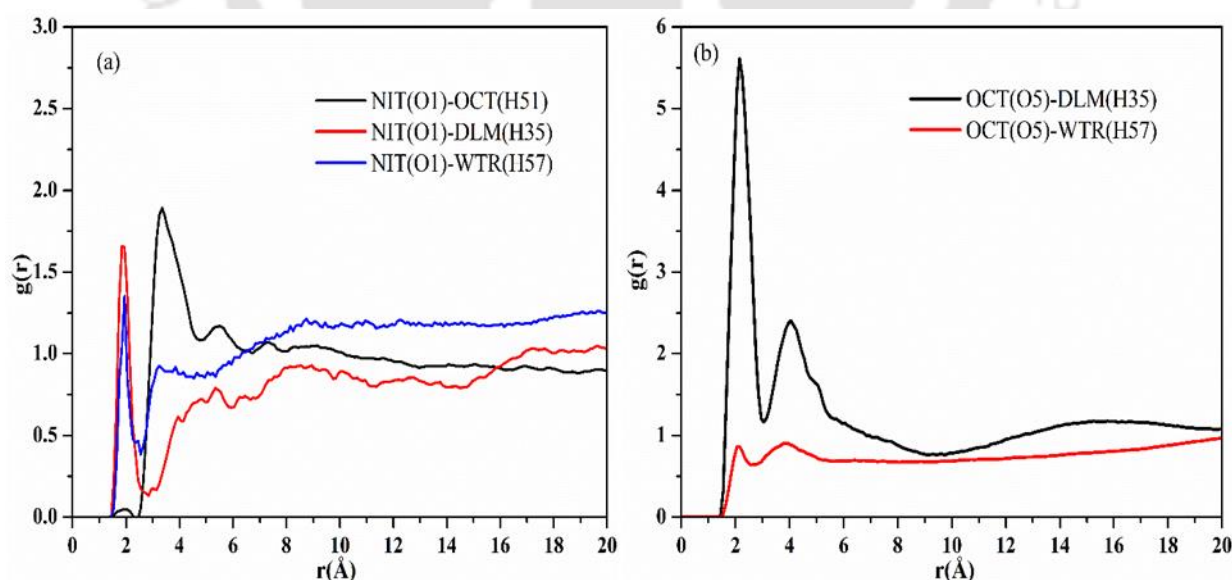 (a)
NIT(O1)-OCT(H51)
NIT(O1)-DLM(H35)
NIT(O1)-WTR(H57)
g(r)
3.0
2.5
2.0
1.5
1.0
0.5
0.0
0 2 4 6 8 10 12 14 16 18 20
r(Å)
(b)
OCT(O5)-DLM(H35)
OCT(O5)-WTR(H57)
g(r)
6
5
4
3
2
1
0
0 2 4 6 8 10 12 14 16 18 20
r(Å)